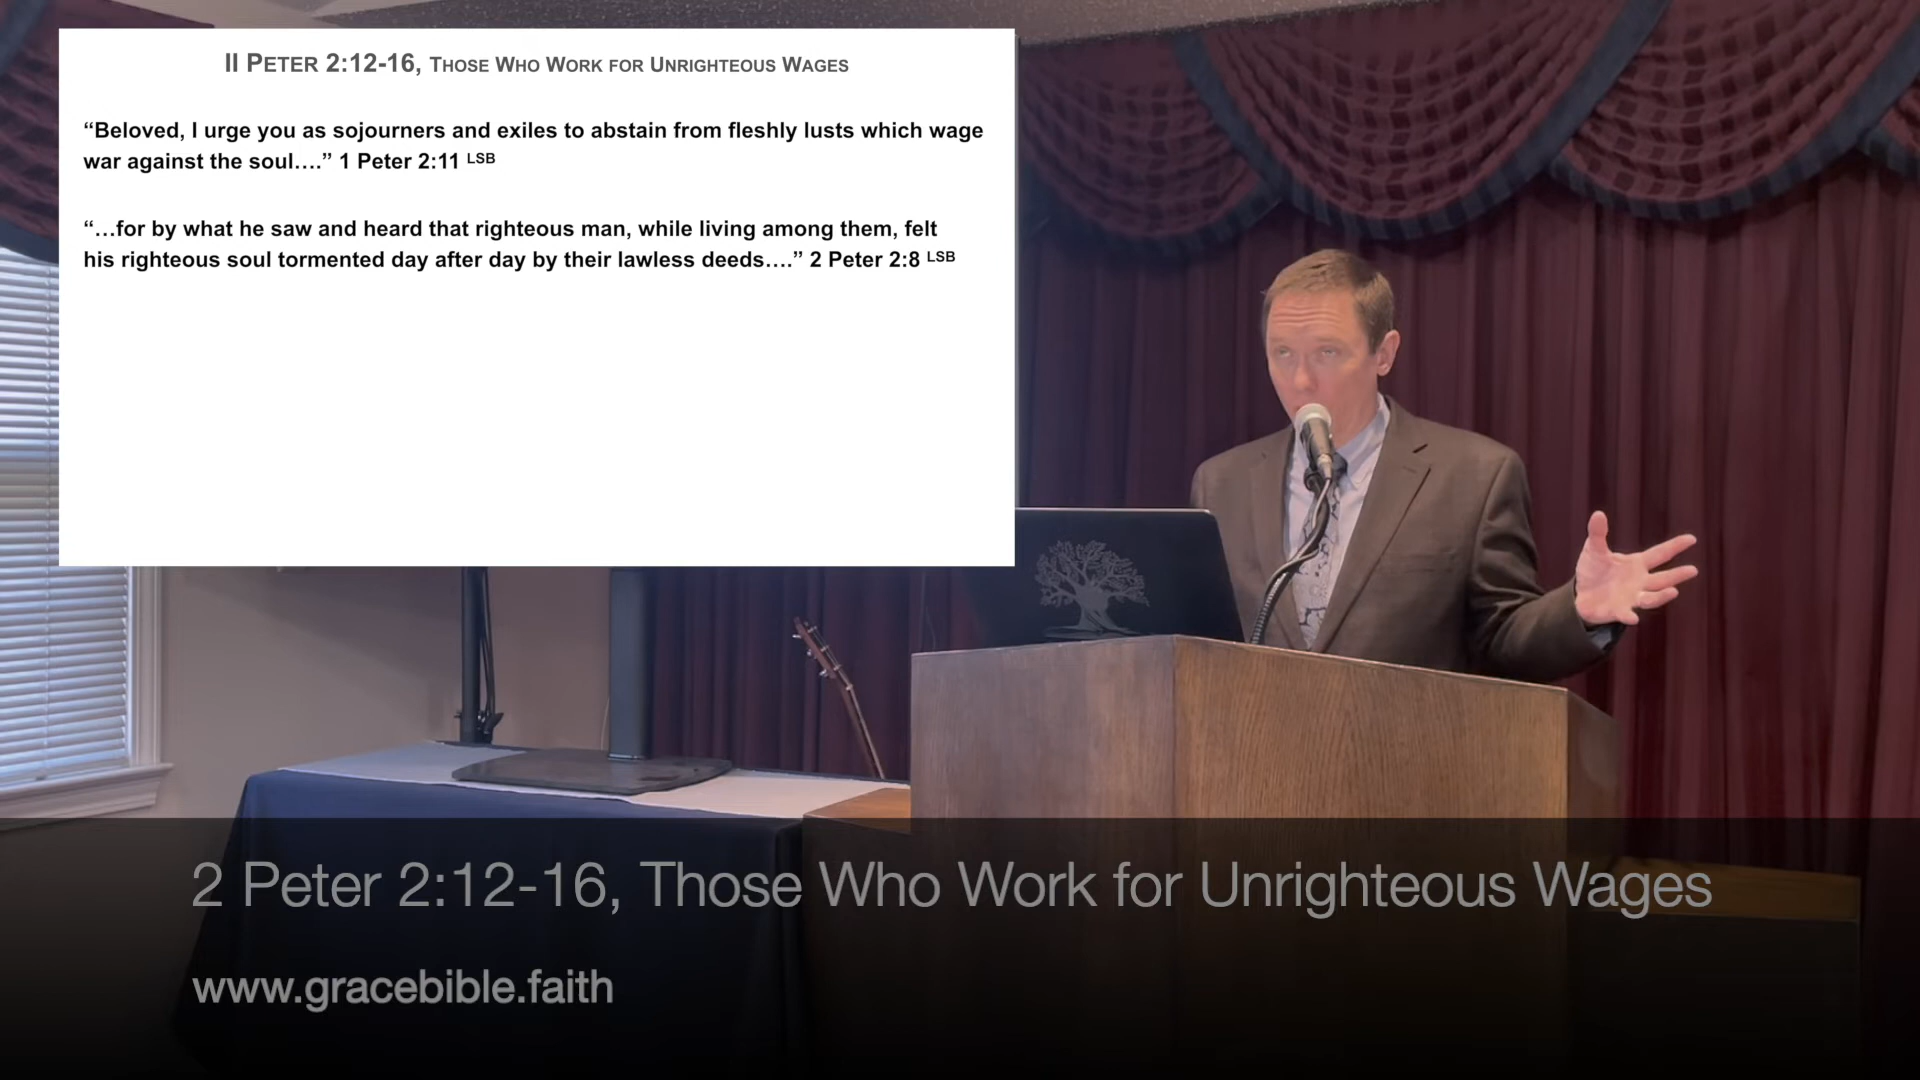 II PETER 2:12-16, THOSE WHO WORK FOR UNRIGHTEOUS WAGES
“Beloved, I urge you as sojourners and exiles to abstain from fleshly lusts which wage
war against the soul….” 1 Peter 2:11 LSB
“…for by what he saw and heard that righteous man, while living among them, felt
his righteous soul tormented day after day by their lawless deeds….” 2 Peter 2:8 LSB
2 Peter 2:12-16, Those Who Work for Unrighteous Wages
www.gracebible.faith